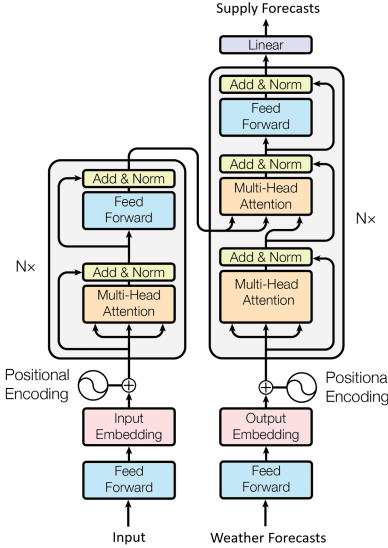 Supply Forecasts
Linear
Add & Norm
Feed
Forward
Add & Norm
Multi-Head
Attention
Add & Norm
Multi-Head
Attention
N×
Add & Norm
Feed
Forward
N×
Add & Norm
Multi-Head
Attention
Positional
Encoding
Positiona
Encoding
Input
Embedding
Output
Embedding
Feed
Forward
Feed
Forward
Input
Weather Forecasts